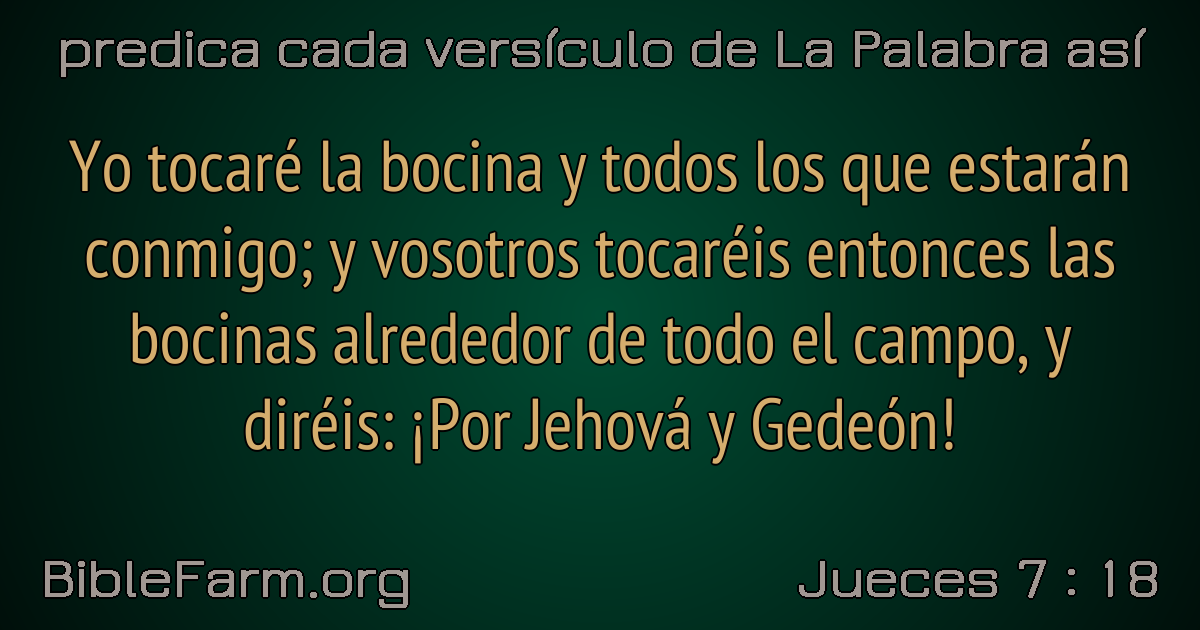 predica cada versículo de La Palabra así
Yo tocaré la bocina y todos los que estarán
conmigo; y vosotros tocaréis entonces las
bocinas alrededor de todo el campo, y
diréis: ¡Por Jehová y Gedeón!
BibleFarm.org
Jueces 7 : 18